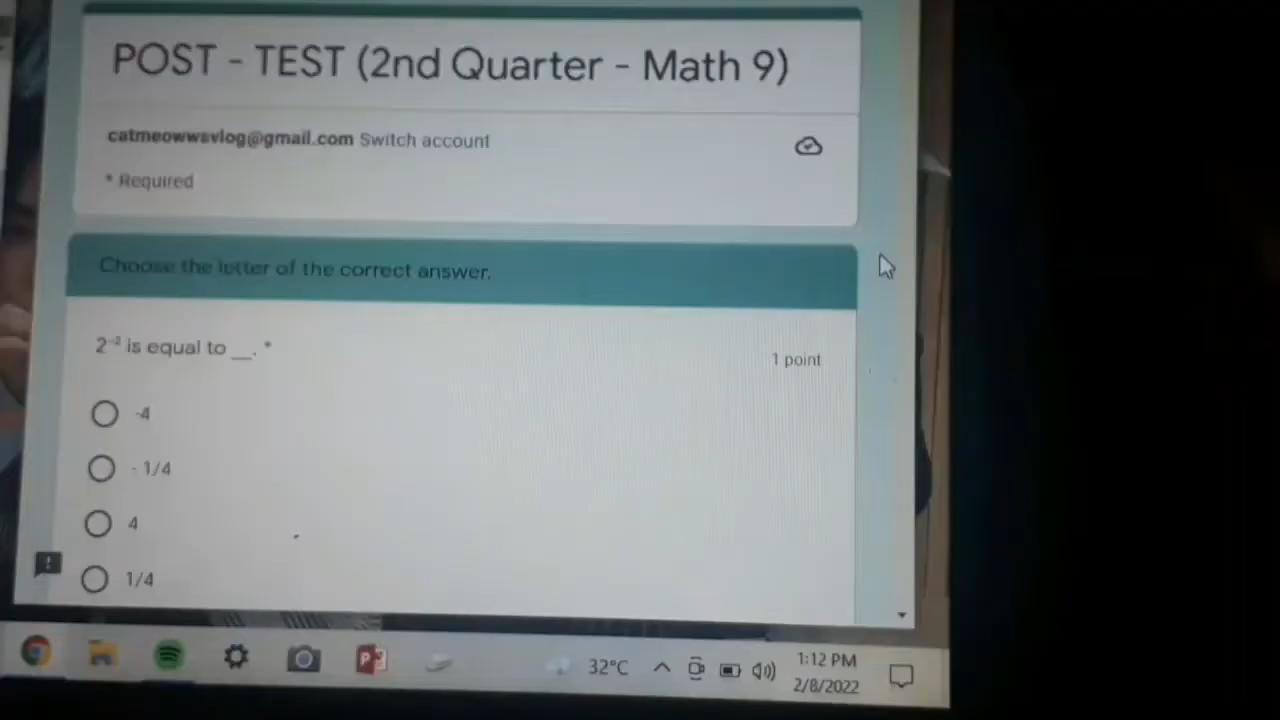 POST - TEST (2nd Quarter - Math 9)
catmeowwsvlog@gmail.com Switch account
* Required
Choose the letter of the correct answer.
2⁻² is equal to __. *
1 point
-4
- 1/4
4
1/4
32°C
1:12 PM
2/8/2022